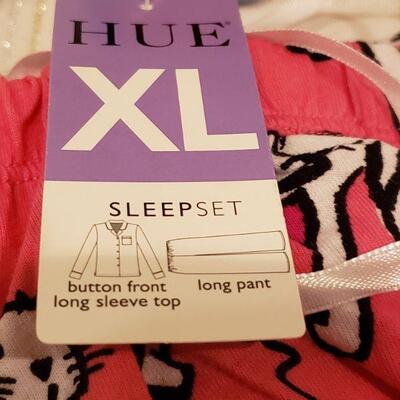 HUE
XL
SLEEPSET
button front
long sleeve top
long pant